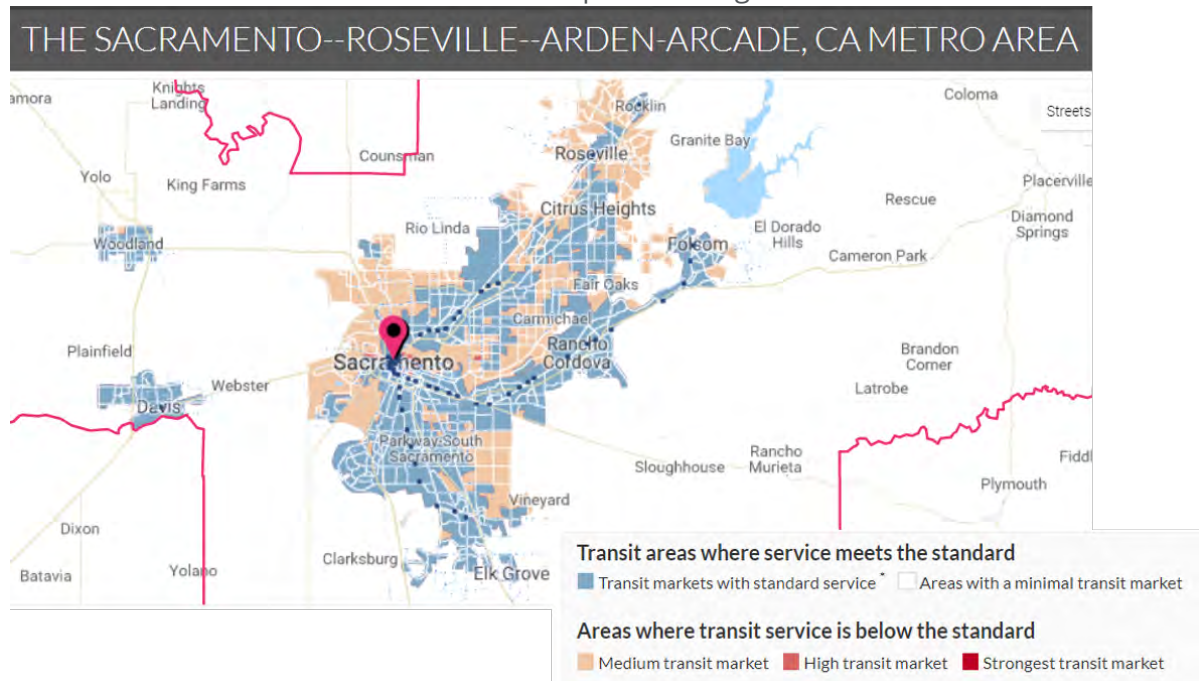 THE SACRAMENTO--ROSEVILLE--ARDEN-ARCADE, CA METRO AREA
Knights
Landing
Coloma
Rocklin
Streets
Granite Bay
Counsman
Roseville
Yolo
King Farms
Placerville
Rescue
Citrus Heights
Diamond
Springs
Rio Linda
El Dorado
Hills
Woodland
Folsom
Cameron Park
Fair Oaks
Carmichael
Plainfield
Rancho
Cordova
Brandon
Corner
Sacramento
Webster
Latrobe
Davis
Parkway-South
Sacramento
Rancho
Murieta
Sloughhouse
Plymouth
Vineyard
Dixon
Clarksburg
Yolano
Batavia
Elk Grove
Transit areas where service meets the standard
Transit markets with standard service * Areas with a minimal transit market
Areas where transit service is below the standard
Medium transit market High transit market Strongest transit market